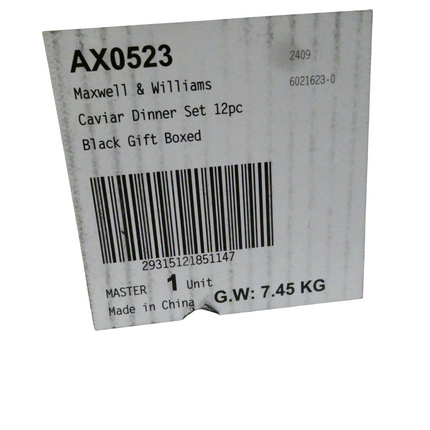 AX0523
2409
Maxwell & Williams
6021623-0
Caviar Dinner Set 12pc
Black Gift Boxed
29315121851147
MASTER 1 Unit
Made in China G.W: 7.45 KG